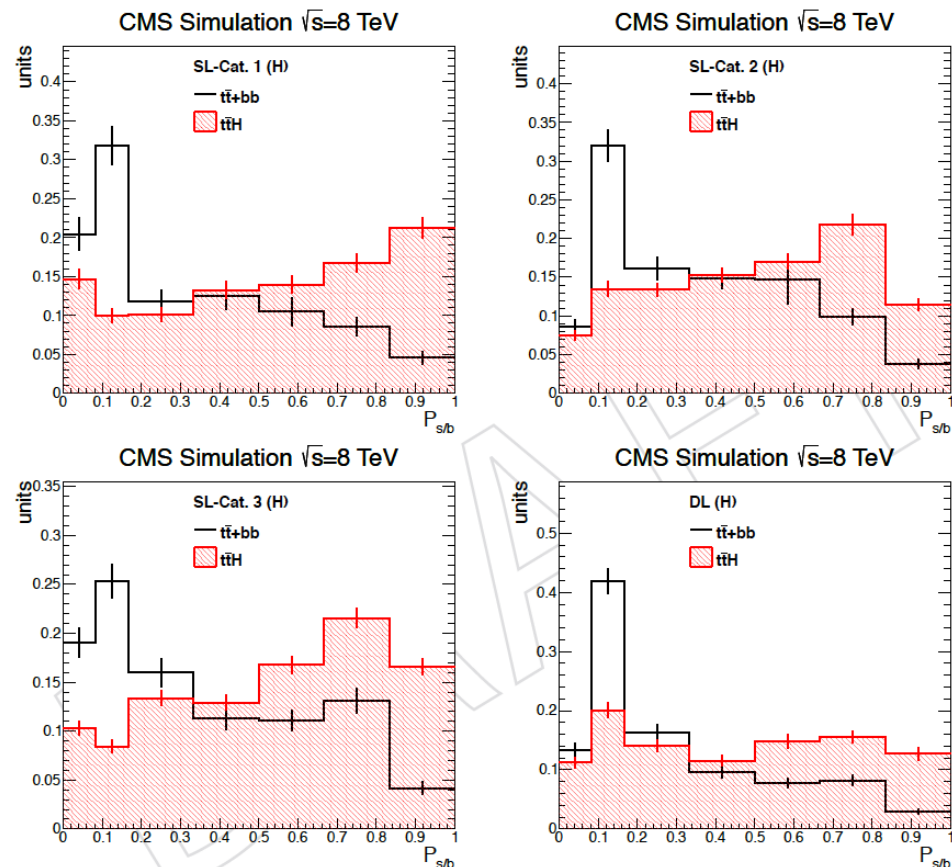 CMS Simulation √s=8 TeV
units
SL-Cat. 1 (H)
tt̄+bb
tt̄H
0.4
0.35
0.3
0.25
0.2
0.15
0.1
0.05
0
0 0.1 0.2 0.3 0.4 0.5 0.6 0.7 0.8 0.9 1
P_{s/b}
CMS Simulation √s=8 TeV
units
SL-Cat. 2 (H)
tt̄+bb
tt̄H
0.4
0.35
0.3
0.25
0.2
0.15
0.1
0.05
0
0 0.1 0.2 0.3 0.4 0.5 0.6 0.7 0.8 0.9 1
P_{s/b}
CMS Simulation √s=8 TeV
units
SL-Cat. 3 (H)
tt̄+bb
tt̄H
0.35
0.3
0.25
0.2
0.15
0.1
0.05
0
0 0.1 0.2 0.3 0.4 0.5 0.6 0.7 0.8 0.9 1
P_{s/b}
CMS Simulation √s=8 TeV
units
DL (H)
tt̄+bb
tt̄H
0.5
0.4
0.3
0.2
0.1
0
0 0.1 0.2 0.3 0.4 0.5 0.6 0.7 0.8 0.9 1
P_{s/b}
DRAFT